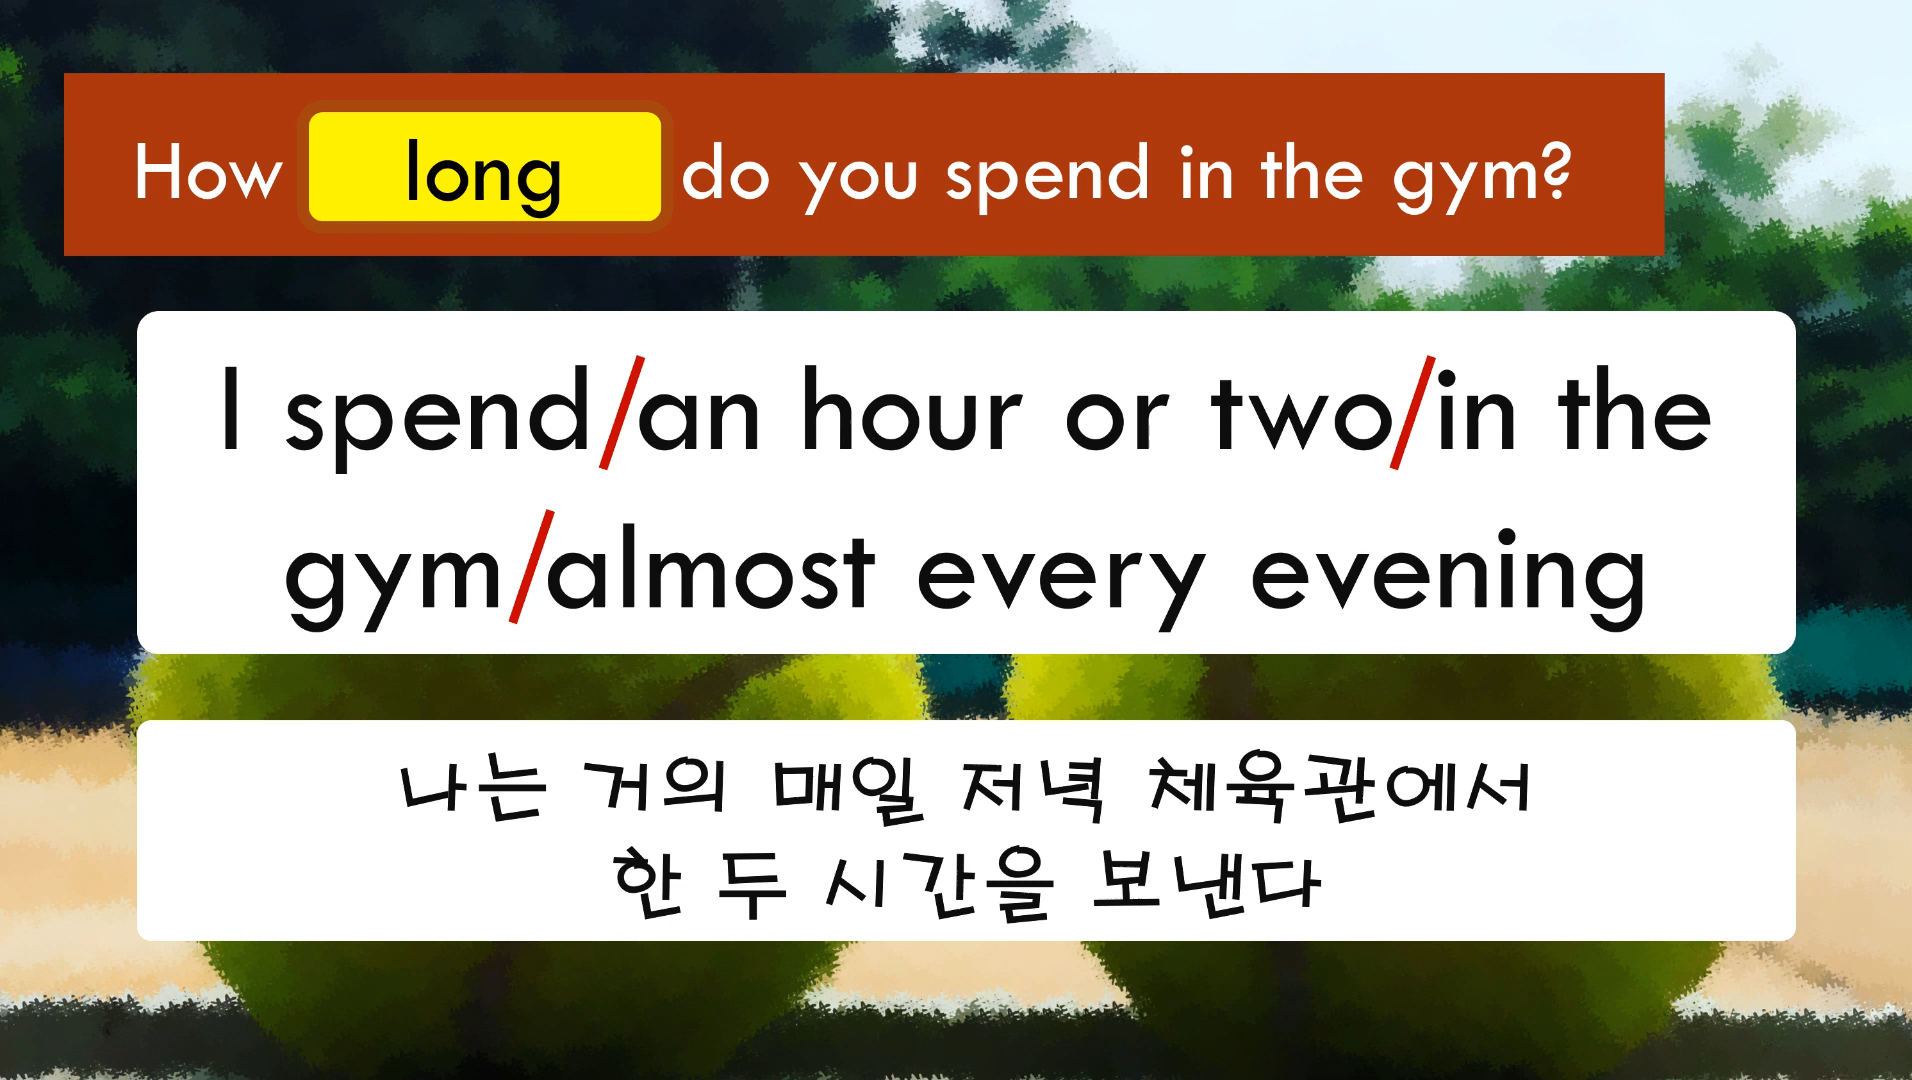 How long do you spend in the gym?
I spend/an hour or two/in the
gym/almost every evening
나는 거의 매일 저녁 체육관에서
한 두 시간을 보낸다